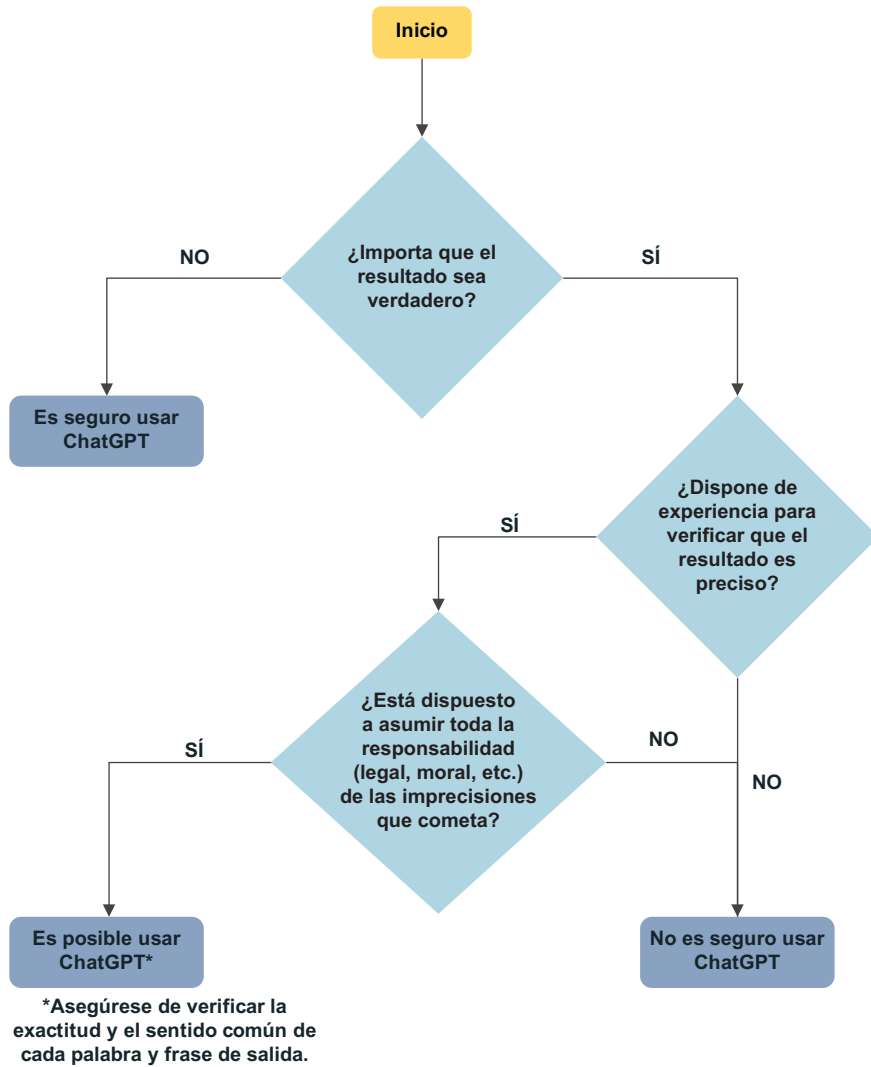 Inicio
¿Importa que el
resultado sea
verdadero?
NO
SÍ
Es seguro usar
ChatGPT
¿Dispone de
experiencia para
verificar que el
resultado es
preciso?
SÍ
¿Está dispuesto
a asumir toda la
responsabilidad
(legal, moral, etc.)
de las imprecisiones
que cometa?
SÍ
NO
NO
Es posible usar
ChatGPT*
No es seguro usar
ChatGPT
*Asegúrese de verificar la
exactitud y el sentido común de
cada palabra y frase de salida.